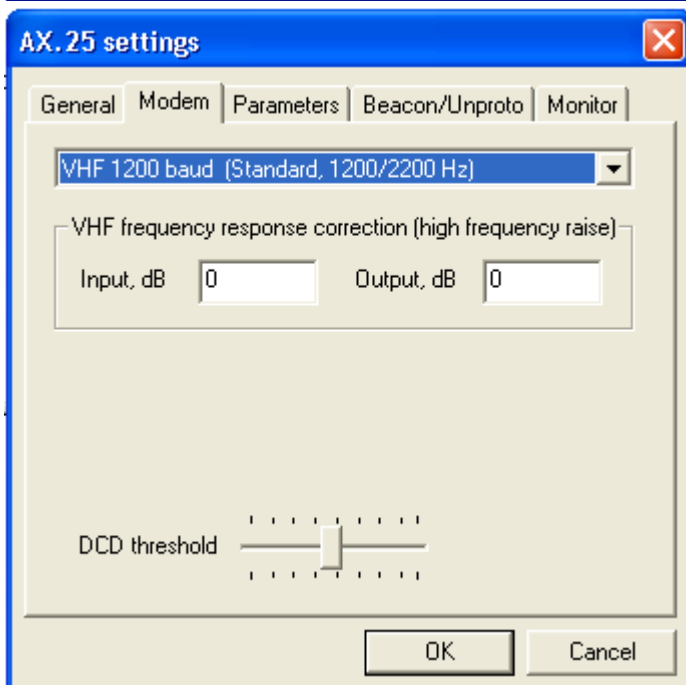 AX.25 settings
General Modem Parameters Beacon/Unproto Monitor
VHF 1200 baud (Standard, 1200/2200 Hz)
VHF frequency response correction (high frequency raise)
Input, dB 0 Output, dB 0
DCD threshold
OK Cancel